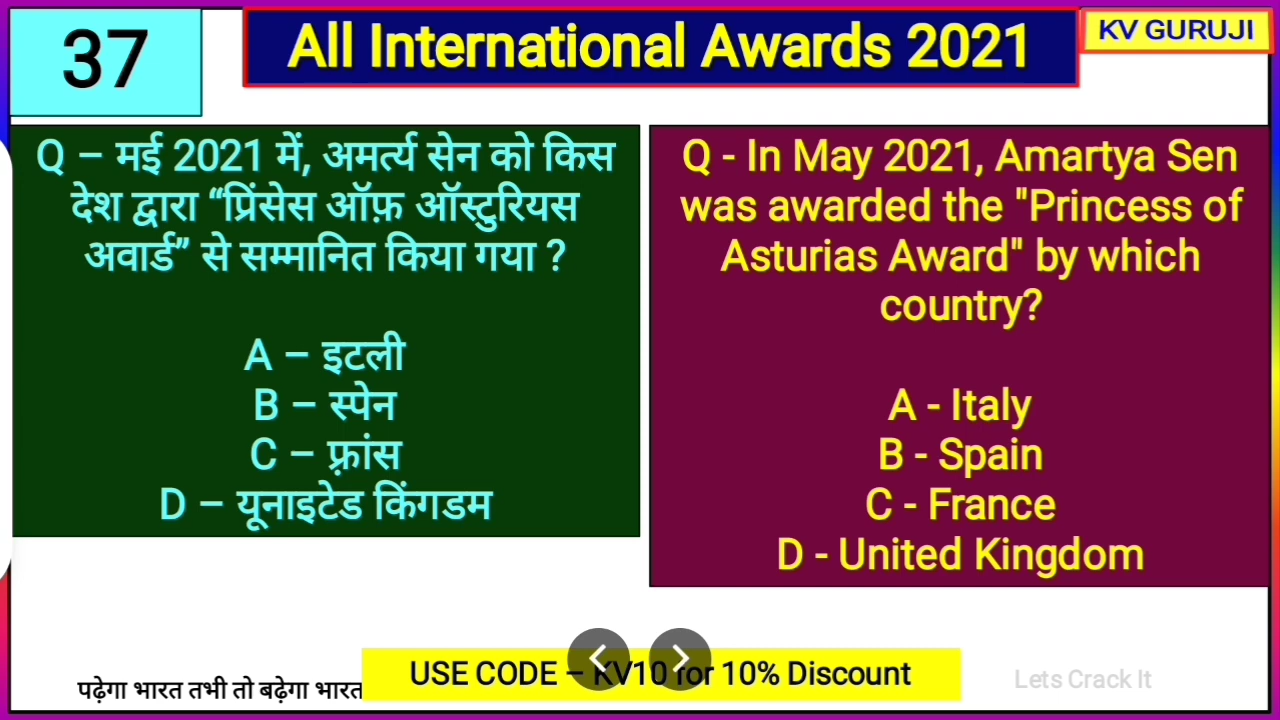 37
All International Awards 2021
KV GURUJI
Q – मई 2021 में, अमर्त्य सेन को किस
देश द्वारा “प्रिंसेस ऑफ़ ऑस्टुरियस
अवार्ड” से सम्मानित किया गया ?
A – इटली
B – स्पेन
C – फ़्रांस
D – यूनाइटेड किंगडम
Q - In May 2021, Amartya Sen
was awarded the "Princess of
Asturias Award" by which
country?
A - Italy
B - Spain
C - France
D - United Kingdom
पढ़ेगा भारत तभी तो बढ़ेगा भारत
USE CODE – KV10 for 10% Discount
Lets Crack It